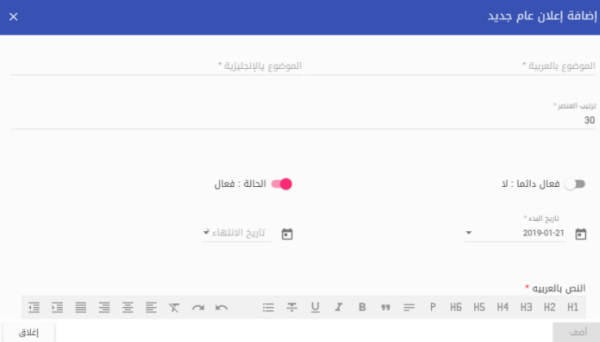 إضافة إعلان عام جديد
الموضوع بالعربية *
الموضوع بالإنجليزية *
ترتيب العنصر *
30
فعال دائما : لا
الحالة : فعال
تاريخ البدء *
2019-01-21
تاريخ الانتهاء *
النص بالعربيه *
H1 H2 H3 H4 H5 H6 P B I U
أضف
إغلاق